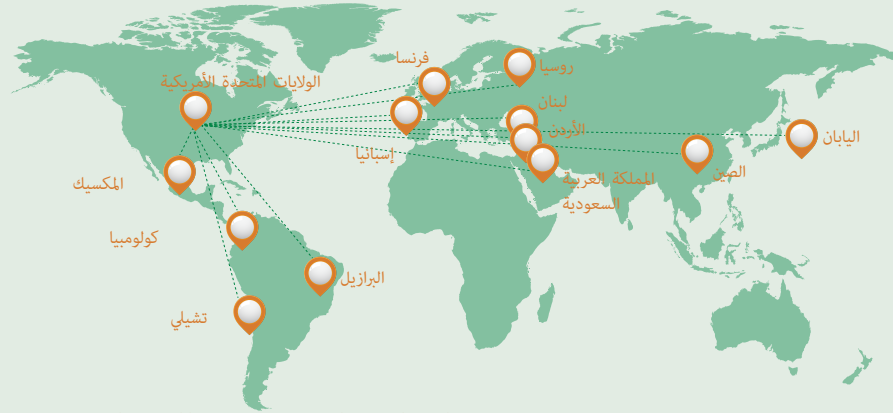 فرنسا
روسيا
الولايات المتحدة الأمريكية
لبنان
الأردن
اليابان
إسبانيا
الصين
المملكة العربية
السعودية
المكسيك
كولومبيا
البرازيل
تشيلي